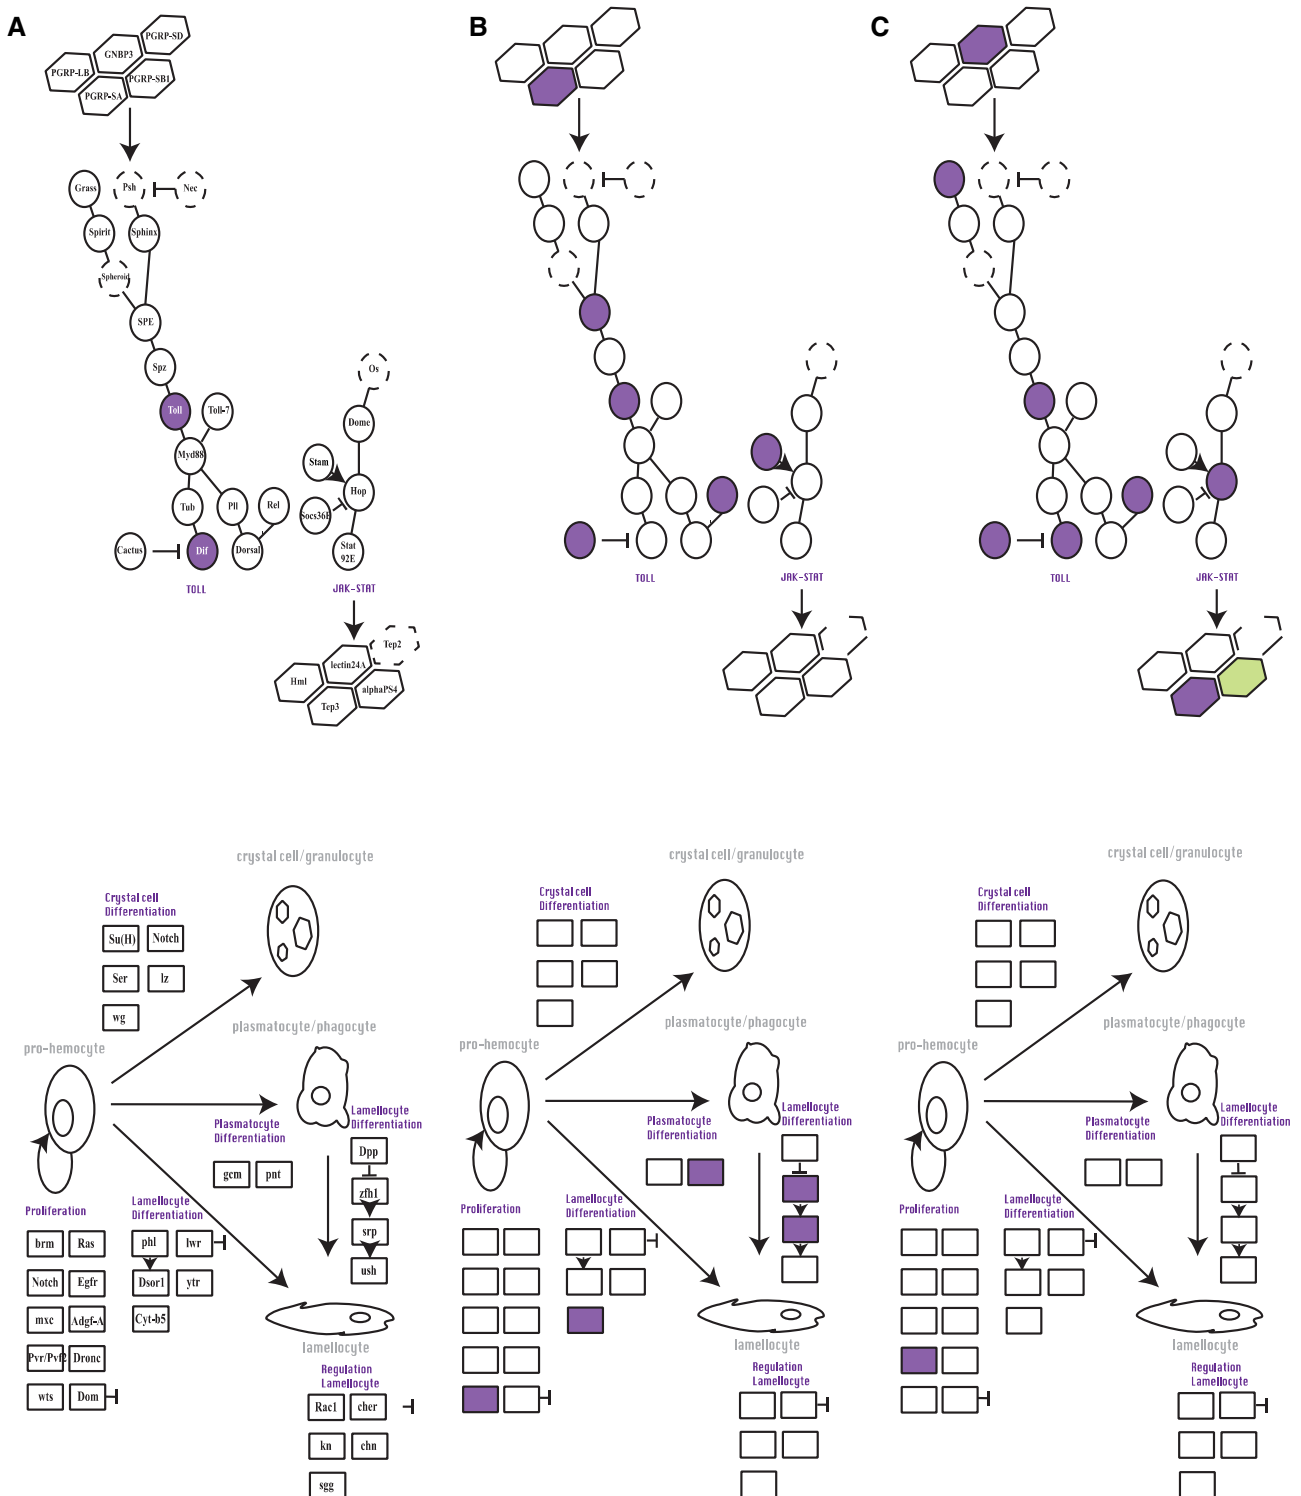 A
B
C
PGRP-SD
GNBP3
PGRP-LB
PGRP-SB1
PGRP-SA
Grass
Psh
Nec
Spirit
Sphinx
Spheroid
SPE
Spz
Os
Toll
Toll-7
Dome
Myd88
Stam
Hop
Tub
Pll
Rel
Socs36E
Cactus
Dif
Dorsal
Stat
92E
TOLL
JAK-STAT
TOLL
JAK-STAT
TOLL
JAK-STAT
Tep2
lectin24A
Hml
alphaPS4
Tep3
crystal cell/granulocyte
Crystal cell
Differentiation
Su(H)
Notch
Ser
lz
wg
plasmatocyte/phagocyte
pro-hemocyte
Plasmatocyte
Differentiation
gcm
pnt
Lamellocyte
Differentiation
Dpp
zfh1
srp
ush
Proliferation
brm
Ras
Notch
Egfr
mxc
Adgf-A
Pvr/Pvf2
Dronc
wts
Dom
Lamellocyte
Differentiation
phl
lwr
Dsor1
ytr
Cyt-b5
lamellocyte
Regulation
Lamellocyte
Rac1
cher
kn
chn
sgg
crystal cell/granulocyte
Crystal cell
Differentiation
plasmatocyte/phagocyte
pro-hemocyte
Plasmatocyte
Differentiation
Lamellocyte
Differentiation
Proliferation
Lamellocyte
Differentiation
lamellocyte
Regulation
Lamellocyte
crystal cell/granulocyte
Crystal cell
Differentiation
plasmatocyte/phagocyte
pro-hemocyte
Plasmatocyte
Differentiation
Lamellocyte
Differentiation
Proliferation
Lamellocyte
Differentiation
lamellocyte
Regulation
Lamellocyte